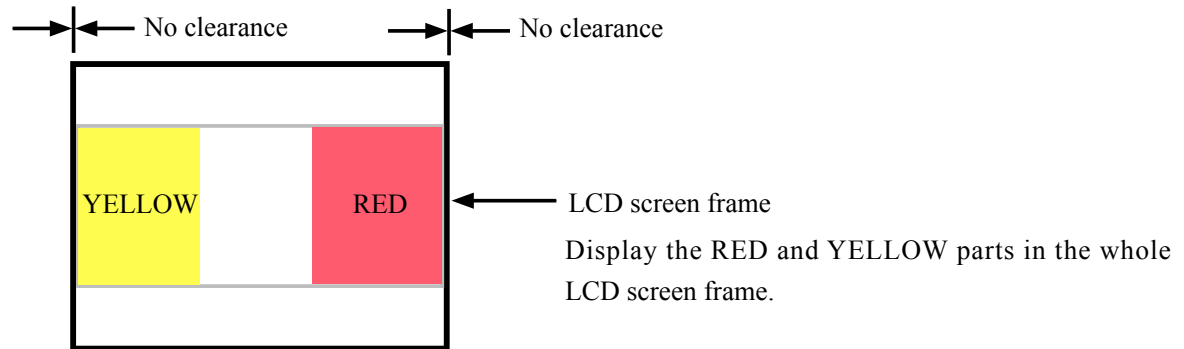 No clearance
No clearance
YELLOW
RED
LCD screen frame
Display the RED and YELLOW parts in the whole
LCD screen frame.